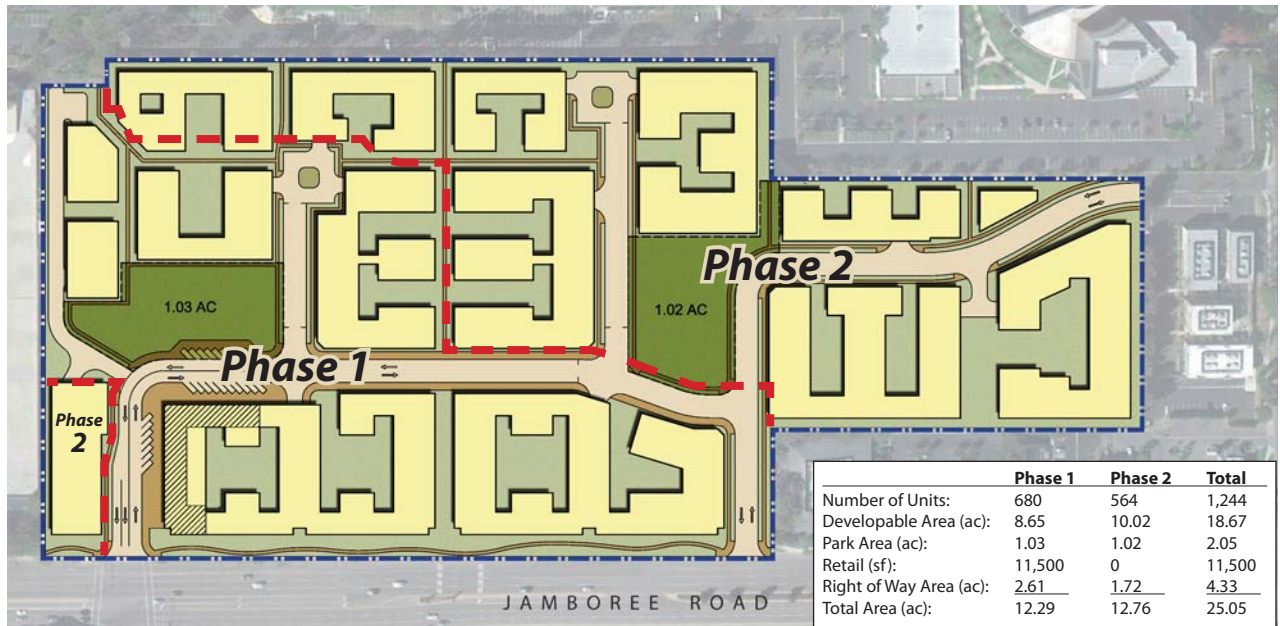 1.03 AC
Phase 2
1.02 AC
Phase 1
Phase
2
JAMBOREE ROAD
Phase 1 Phase 2 Total
Number of Units: 680 564 1,244
Developable Area (ac): 8.65 10.02 18.67
Park Area (ac): 1.03 1.02 2.05
Retail (sf): 11,500 0 11,500
Right of Way Area (ac): 2.61 1.72 4.33
Total Area (ac): 12.29 12.76 25.05